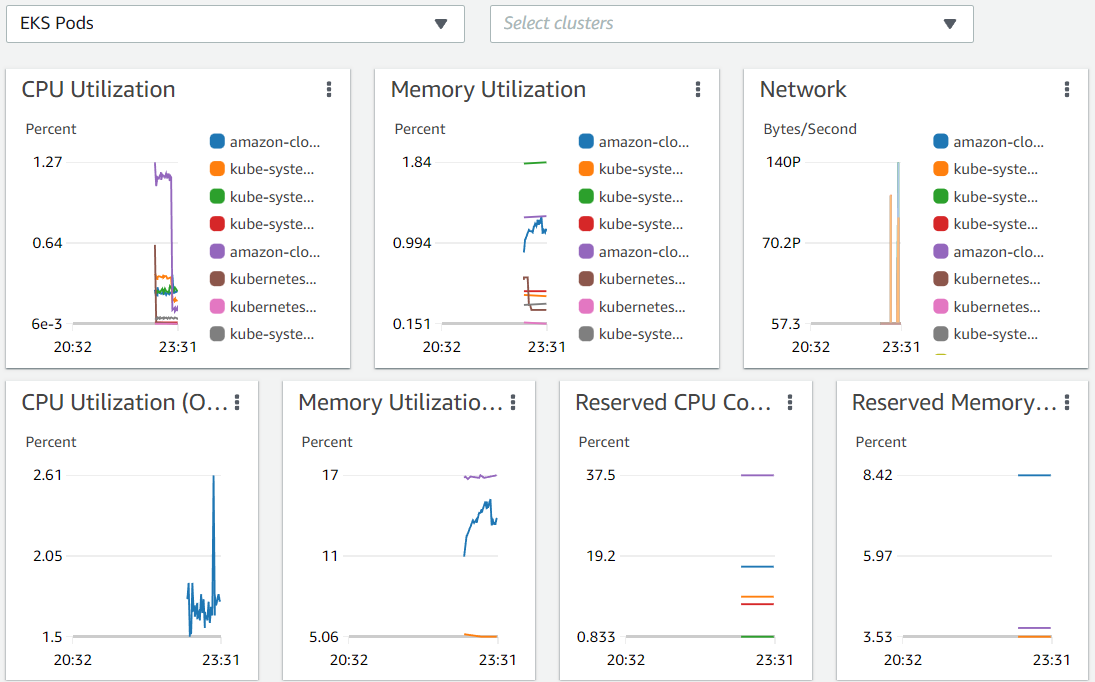 EKS Pods
Select clusters
CPU Utilization
Percent
1.27
0.64
6e-3
20:32
23:31
amazon-clo...
kube-syste...
kube-syste...
kube-syste...
amazon-clo...
kubernetes...
kubernetes...
kube-syste...
Memory Utilization
Percent
1.84
0.994
0.151
20:32
23:31
amazon-clo...
kube-syste...
kube-syste...
kube-syste...
amazon-clo...
kubernetes...
kubernetes...
kube-syste...
Network
Bytes/Second
140P
70.2P
57.3
20:32
23:31
amazon-clo...
kube-syste...
kube-syste...
kube-syste...
amazon-clo...
kubernetes...
kubernetes...
kube-syste...
CPU Utilization (O...
Percent
2.61
2.05
1.5
20:32
23:31
Memory Utilizatio...
Percent
17
11
5.06
20:32
23:31
Reserved CPU Co...
Percent
37.5
19.2
0.833
20:32
23:31
Reserved Memory...
Percent
8.42
5.97
3.53
20:32
23:31